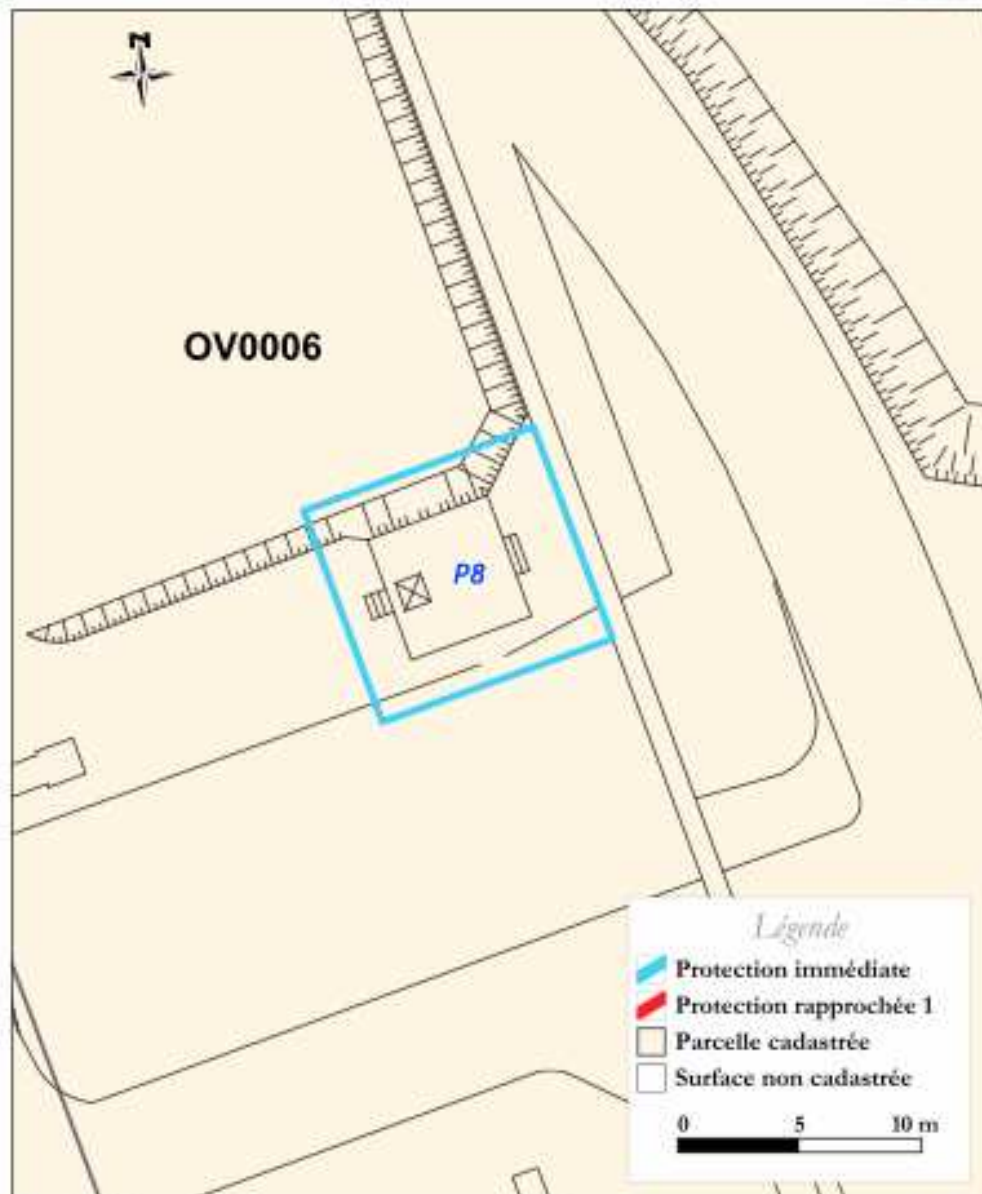 N
OV0006
P8
Légende
Protection immédiate
Protection rapprochée 1
Parcelle cadastrée
Surface non cadastrée
0 5 10 m